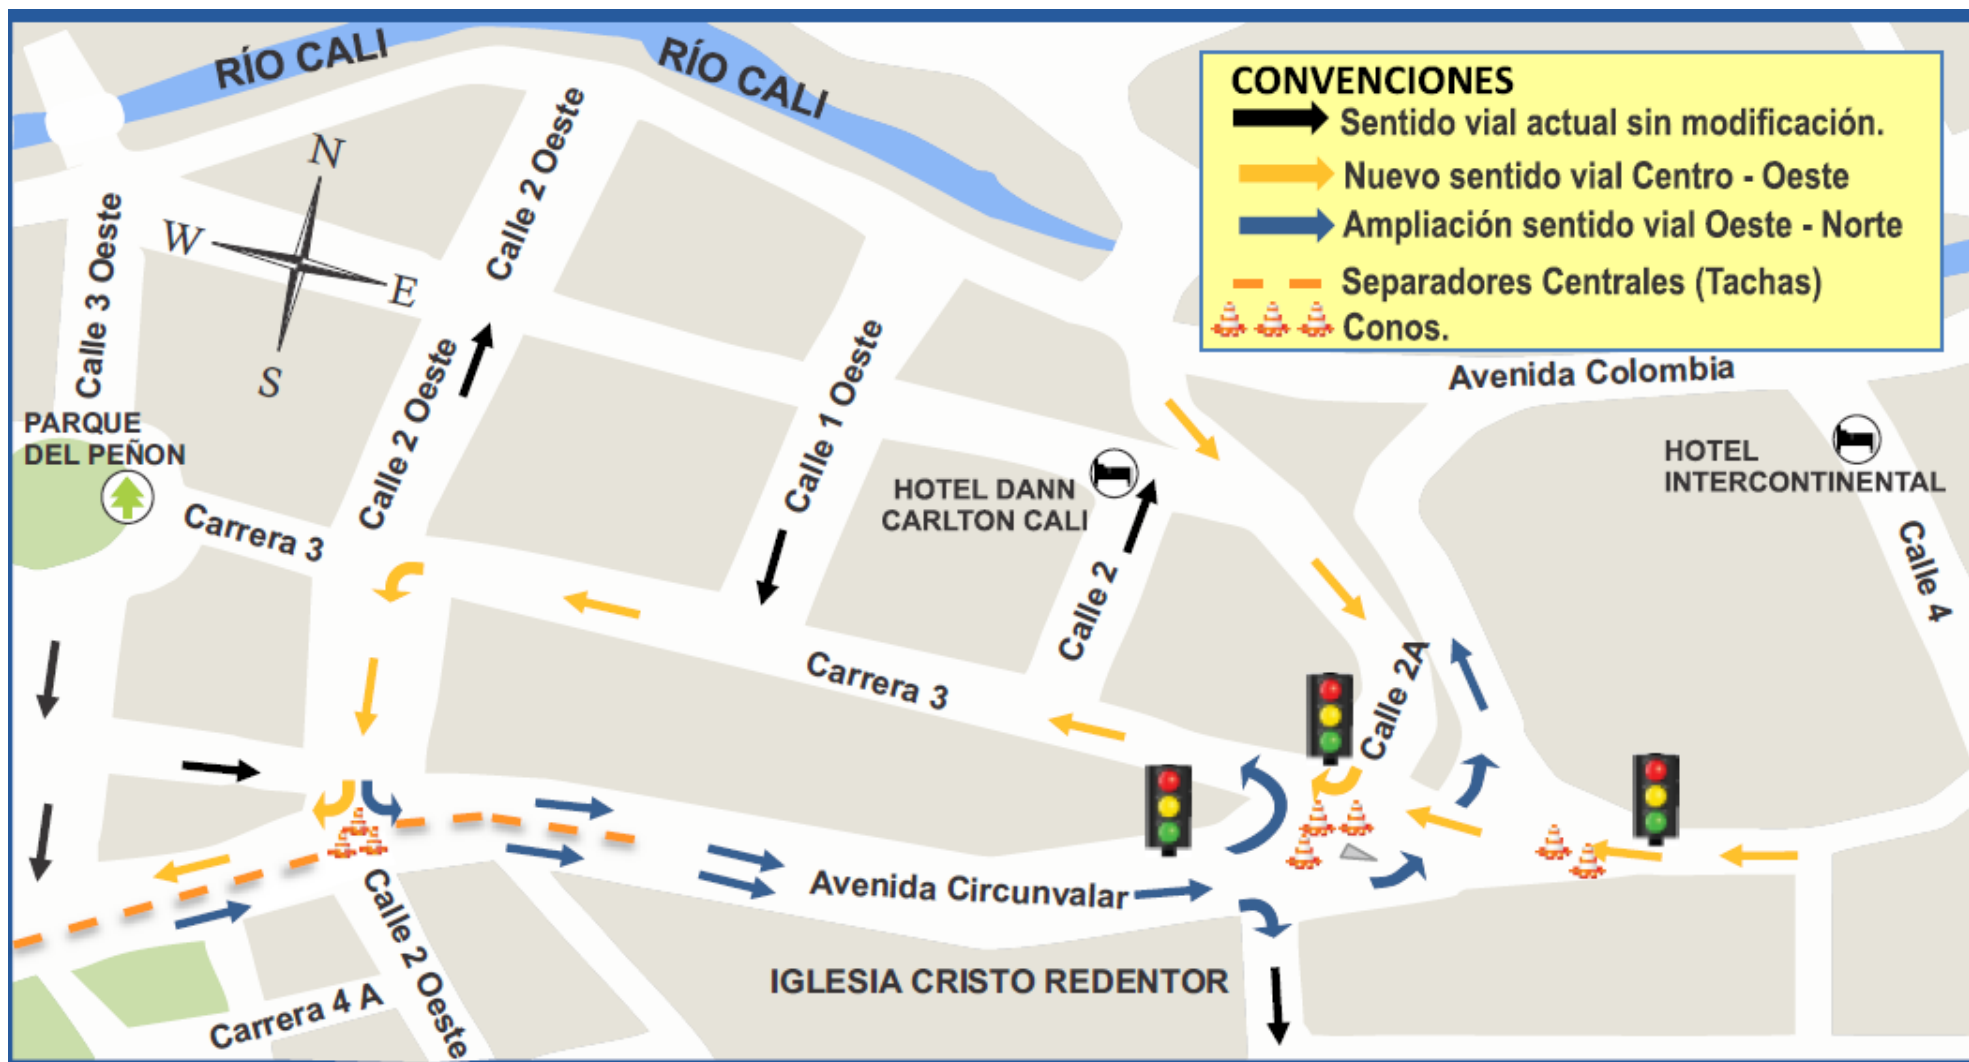 RÍO CALI
RÍO CALI
CONVENCIONES
Sentido vial actual sin modificación.
Nuevo sentido vial Centro - Oeste
Ampliación sentido vial Oeste - Norte
Separadores Centrales (Tachas)
Conos.
N
W
E
S
Calle 3 Oeste
Calle 2 Oeste
Calle 2 Oeste
Calle 1 Oeste
Avenida Colombia
PARQUE
DEL PEÑON
HOTEL
INTERCONTINENTAL
HOTEL DANN
CARLTON CALI
Carrera 3
Calle 2
Calle 4
Carrera 3
Calle 2A
Avenida Circunvalar
Calle 2 Oeste
IGLESIA CRISTO REDENTOR
Carrera 4 A